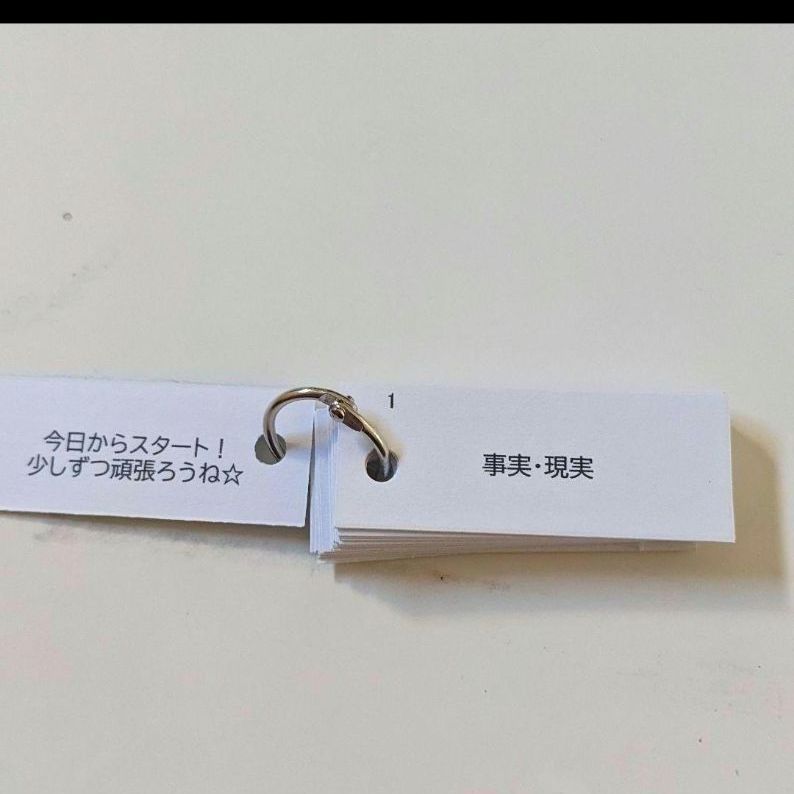 今日からスタート！
少しずつ頑張ろうね☆
1
事実・現実